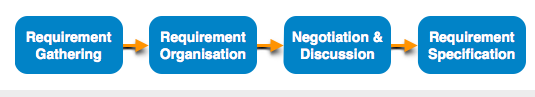 Requirement
Gathering
Requirement
Organisation
Negotiation &
Discussion
Requirement
Specification